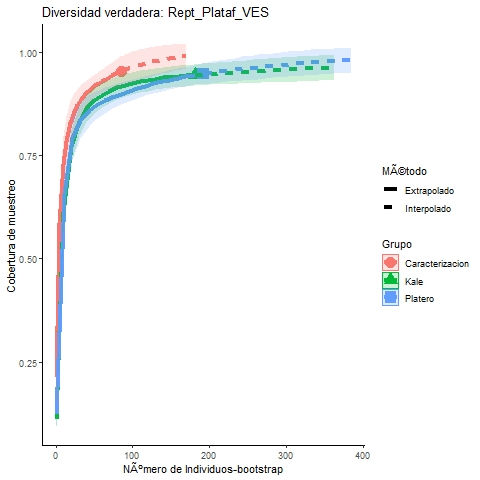 Diversidad verdadera: Rept_Plataf_VES
1.00
0.75
0.50
0.25
Cobertura de muestreo
0
100
200
300
400
NÃºmero de Individuos-bootstrap
MÃ©todo
Extrapolado
Interpolado
Grupo
Caracterizacion
Kale
Platero